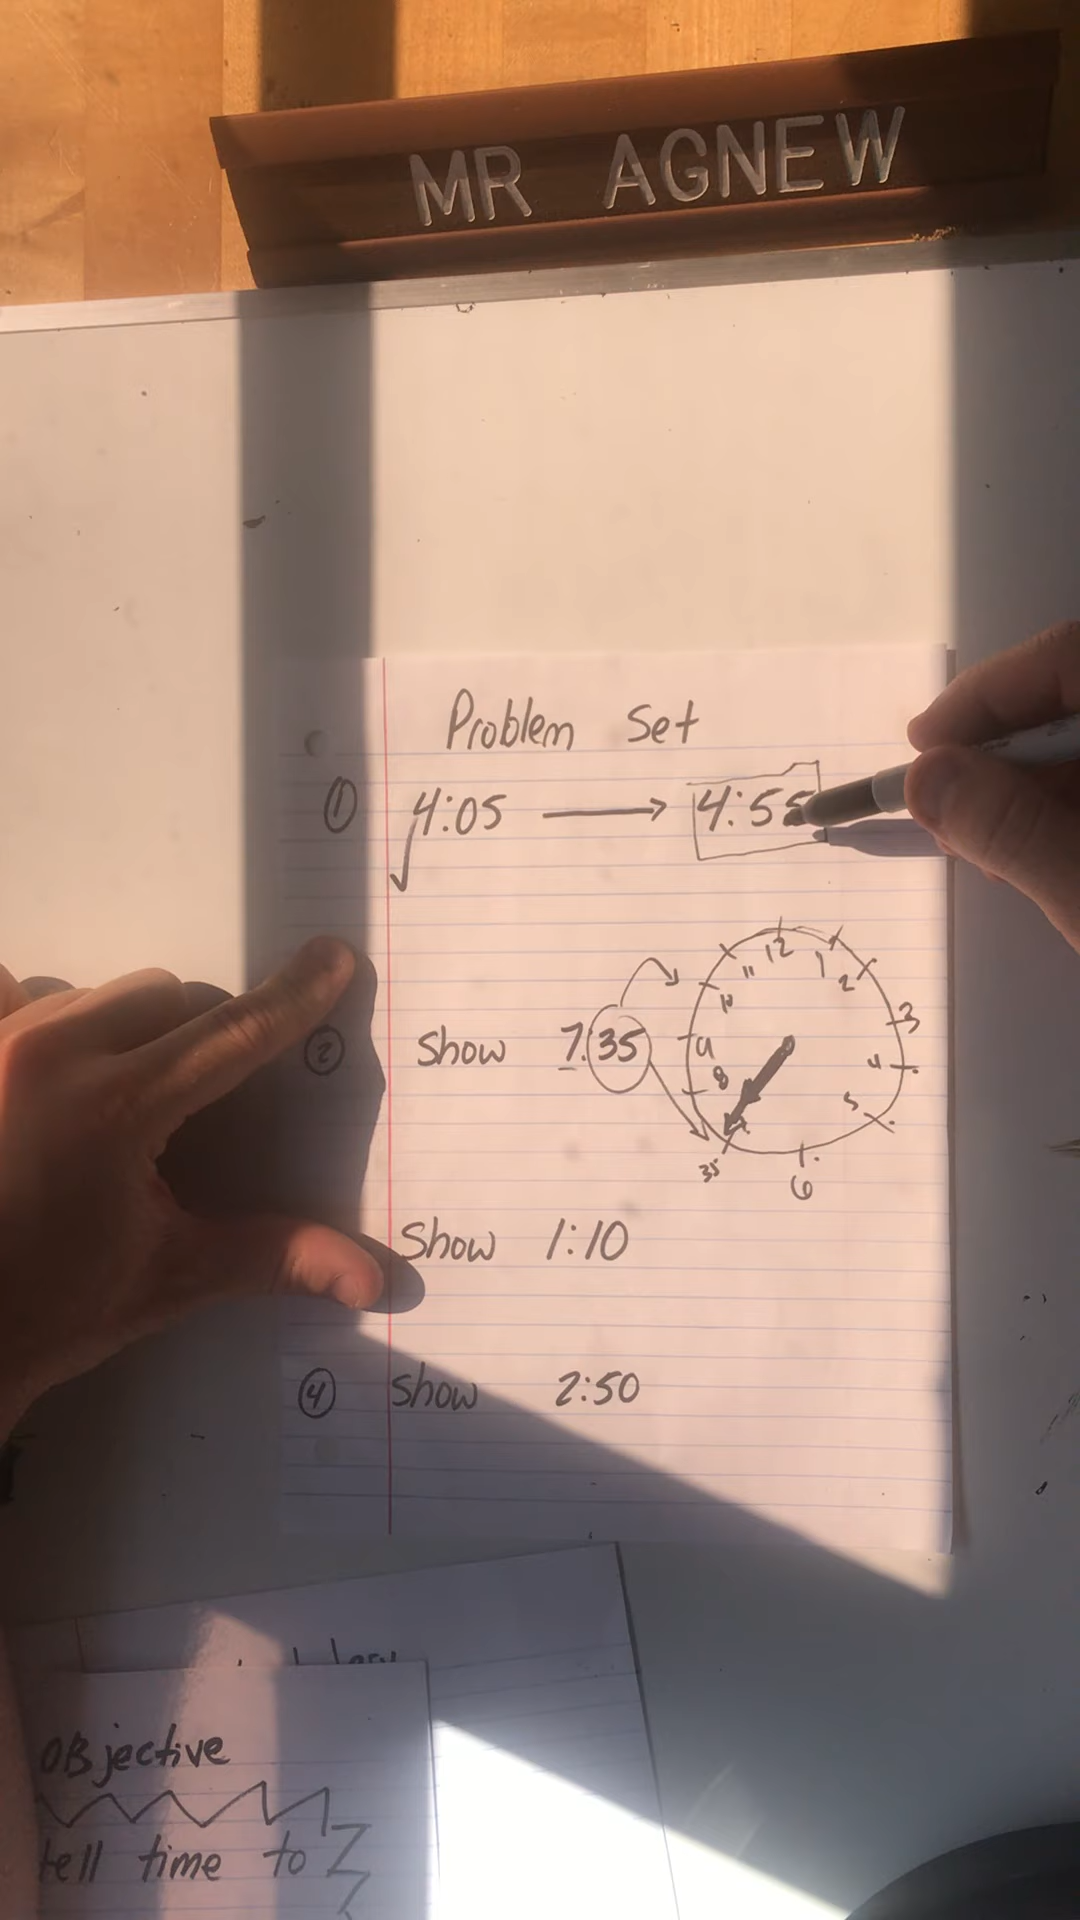 MR AGNEW
Problem Set
① 4:05 → 4:55
② Show 7:35
12
1
2
3
4
5
6
35
8
9
10
11
Show 1:10
④ Show 2:50
OBjective
tell time to